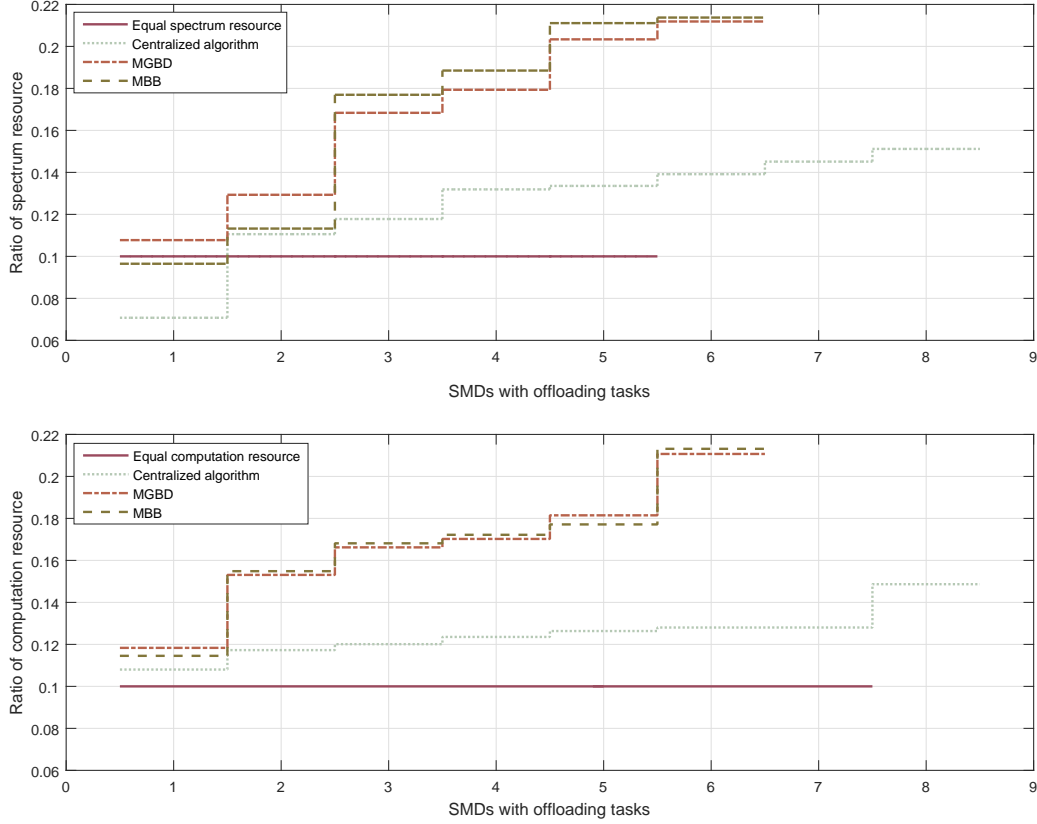 0.22
0.2
0.18
0.16
0.14
0.12
0.1
0.08
0.06
Ratio of spectrum resource
Equal spectrum resource
Centralized algorithm
MGBD
MBB
0 1 2 3 4 5 6 7 8 9
SMDs with offloading tasks
0.22
0.2
0.18
0.16
0.14
0.12
0.1
0.08
0.06
Ratio of computation resource
Equal computation resource
Centralized algorithm
MGBD
MBB
0 1 2 3 4 5 6 7 8 9
SMDs with offloading tasks